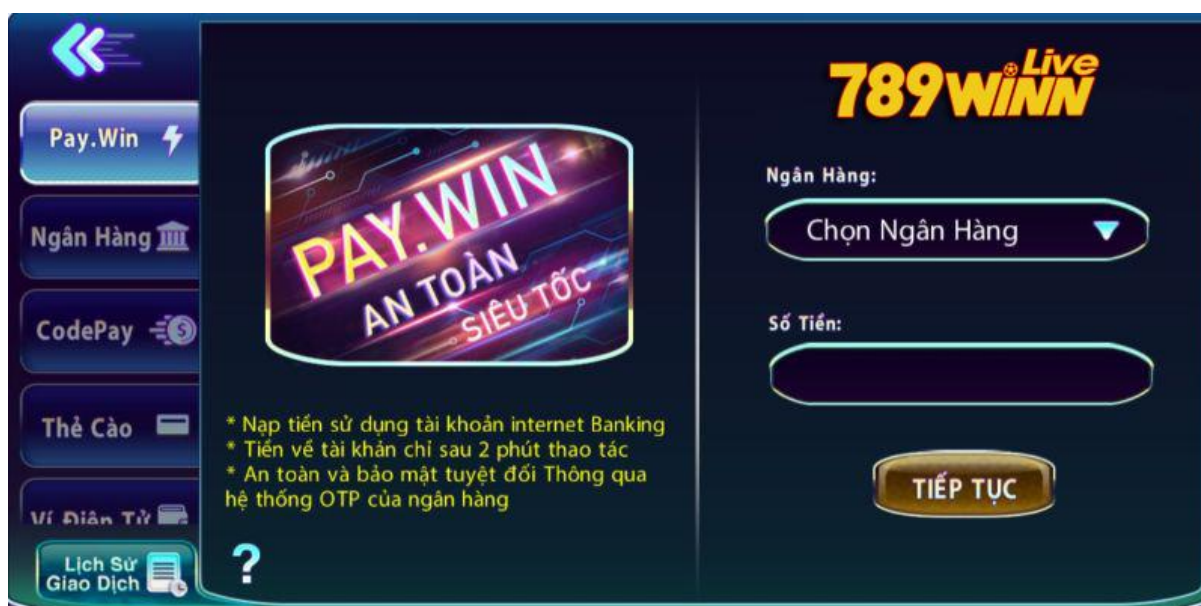 Pay.Win
Ngân Hàng
CodePay
Thẻ Cào
Ví Điện Tử
Lịch Sử
Giao Dịch
PAY.WIN
AN TOÀN
SIÊU TỐC
* Nạp tiền sử dụng tài khoản internet Banking
* Tiền về tài khản chỉ sau 2 phút thao tác
* An toàn và bảo mật tuyệt đối Thông qua
hệ thống OTP của ngân hàng
?
Live
789WINN
Ngân Hàng:
Chọn Ngân Hàng
Số Tiền:
TIẾP TỤC